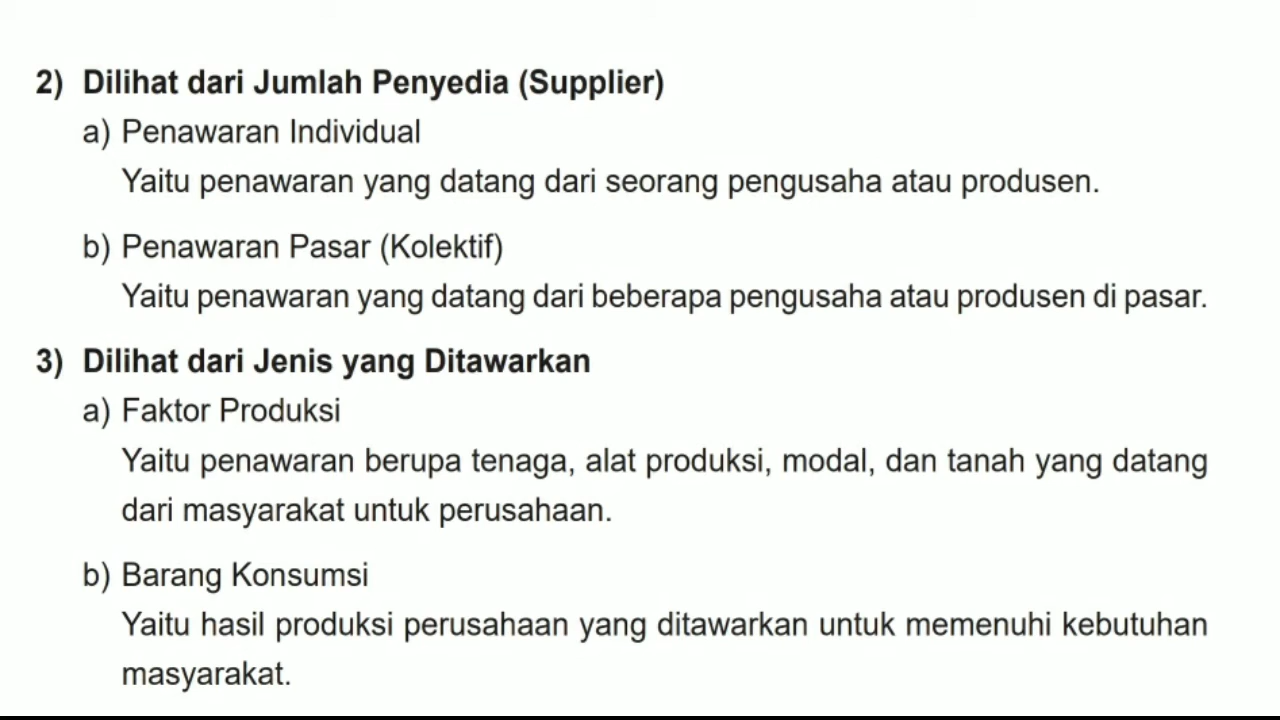 2) Dilihat dari Jumlah Penyedia (Supplier)
a) Penawaran Individual
Yaitu penawaran yang datang dari seorang pengusaha atau produsen.
b) Penawaran Pasar (Kolektif)
Yaitu penawaran yang datang dari beberapa pengusaha atau produsen di pasar.
3) Dilihat dari Jenis yang Ditawarkan
a) Faktor Produksi
Yaitu penawaran berupa tenaga, alat produksi, modal, dan tanah yang datang
dari masyarakat untuk perusahaan.
b) Barang Konsumsi
Yaitu hasil produksi perusahaan yang ditawarkan untuk memenuhi kebutuhan
masyarakat.